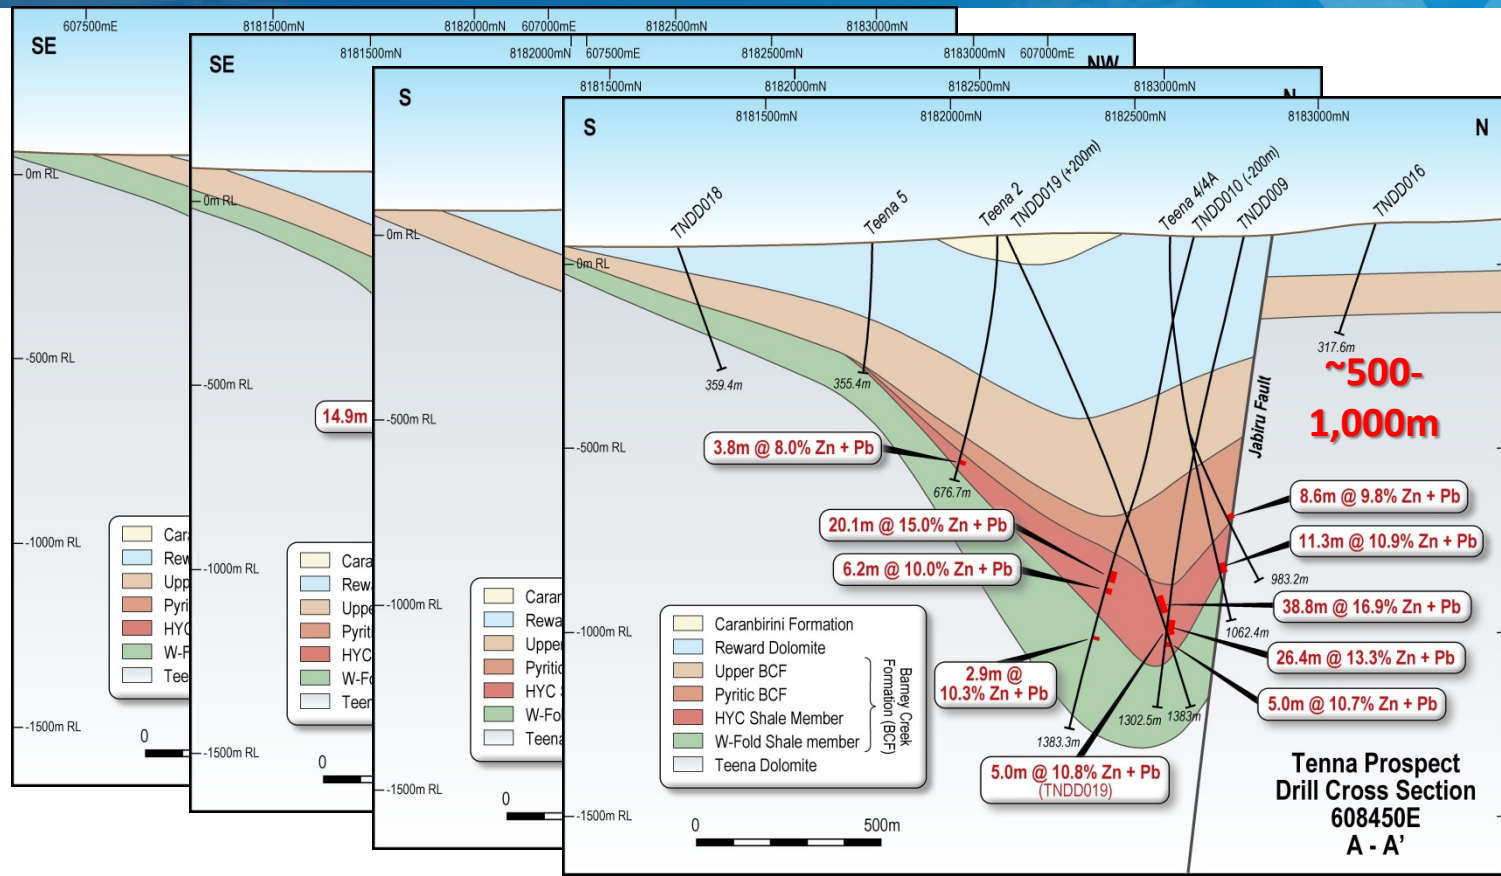 607500mE
8181500mN
8182000mN
607000mE
8182500mN
8183000mN
SE
0m RL
-500m RL
-1000m RL
-1500m RL
0
8181500mN
8182000mN
607500mE
8182500mN
8183000mN
607000mE
SE
NW
0m RL
-500m RL
-1000m RL
-1500m RL
14.9m
0
8181500mN
8182000mN
8182500mN
8183000mN
S
N
0m RL
-500m RL
-1000m RL
-1500m RL
0
8181500mN
8182000mN
8182500mN
8183000mN
S
N
TNDD018
Teena 5
Teena 2
TNDD019 (+200m)
Teena 4/4A
TNDD010 (-200m)
TNDD009
TNDD016
0m RL
-500m RL
-1000m RL
-1500m RL
359.4m
355.4m
676.7m
317.6m
~500-
1,000m
Jabiru Fault
3.8m @ 8.0% Zn + Pb
20.1m @ 15.0% Zn + Pb
6.2m @ 10.0% Zn + Pb
2.9m @
10.3% Zn + Pb
5.0m @ 10.8% Zn + Pb
(TNDD019)
8.6m @ 9.8% Zn + Pb
11.3m @ 10.9% Zn + Pb
38.8m @ 16.9% Zn + Pb
26.4m @ 13.3% Zn + Pb
5.0m @ 10.7% Zn + Pb
983.2m
1062.4m
1302.5m
1383m
1383.3m
Caranbirini Formation
Reward Dolomite
Upper BCF
Pyritic BCF
HYC Shale Member
W-Fold Shale member
Teena Dolomite
Barney Creek
Formation (BCF)
0
500m
Tenna Prospect
Drill Cross Section
608450E
A - A'